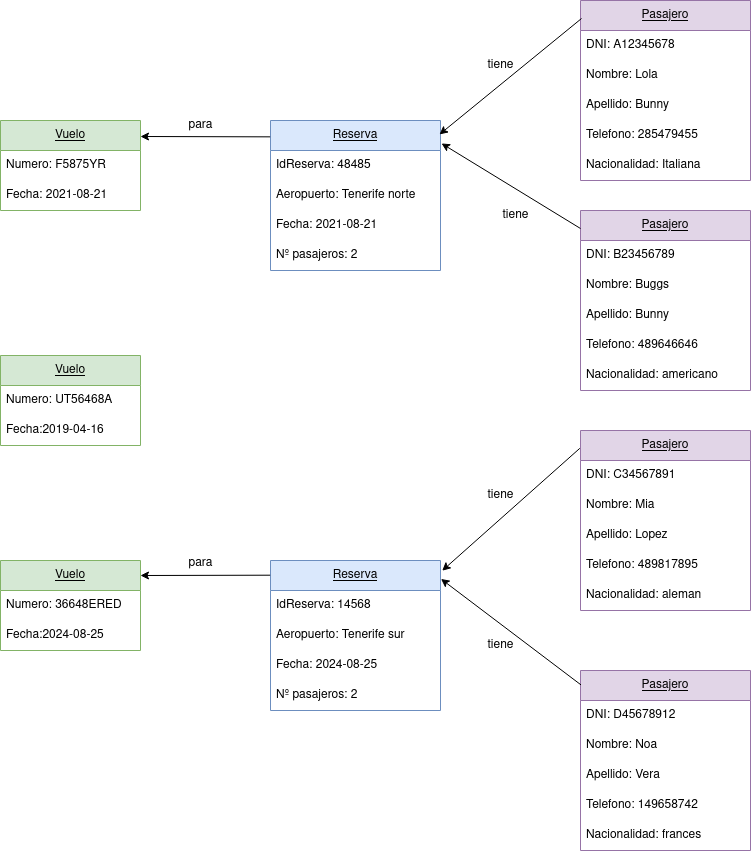 Pasajero
DNI: A12345678
Nombre: Lola
Apellido: Bunny
Telefono: 285479455
Nacionalidad: Italiana
tiene
Vuelo
Numero: F5875YR
Fecha: 2021-08-21
para
Reserva
IdReserva: 48485
Aeropuerto: Tenerife norte
Fecha: 2021-08-21
Nº pasajeros: 2
tiene
Pasajero
DNI: B23456789
Nombre: Buggs
Apellido: Bunny
Telefono: 489646646
Nacionalidad: americano
Vuelo
Numero: UT56468A
Fecha:2019-04-16
Pasajero
DNI: C34567891
Nombre: Mia
Apellido: Lopez
Telefono: 489817895
Nacionalidad: aleman
tiene
Vuelo
Numero: 36648ERED
Fecha:2024-08-25
para
Reserva
IdReserva: 14568
Aeropuerto: Tenerife sur
Fecha: 2024-08-25
Nº pasajeros: 2
tiene
Pasajero
DNI: D45678912
Nombre: Noa
Apellido: Vera
Telefono: 149658742
Nacionalidad: frances